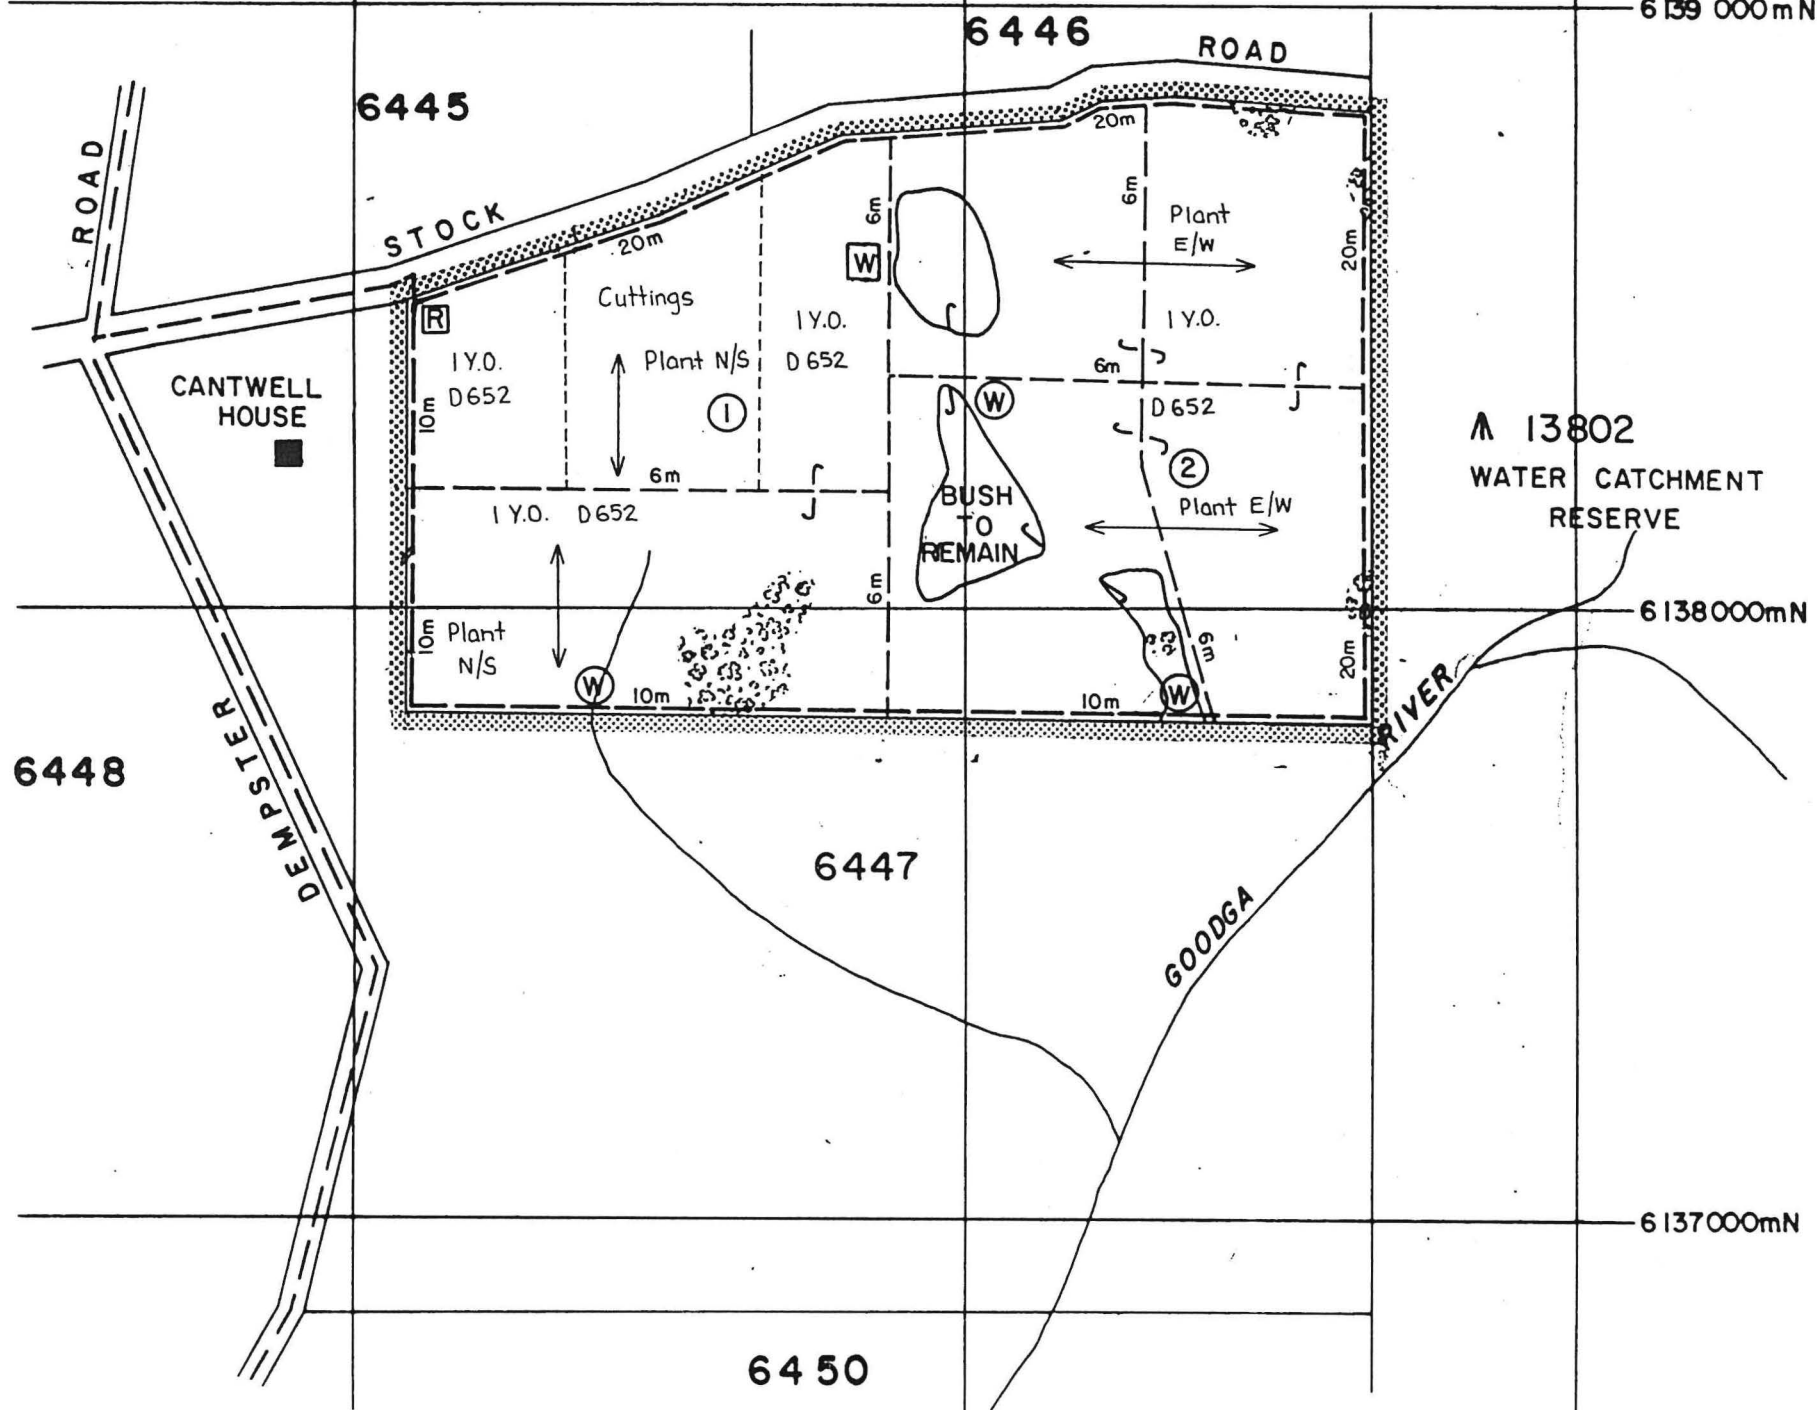 6139 000mN
6446
ROAD
6445
20m
ROAD
6m
6m
Plant
E/W
STOCK
20m
20m
W
Cuttings
R
1 Y.O.
1 Y.O.
1 Y.O.
Plant N/S
D 652
6m
CANTWELL
HOUSE
D652
10m
1
W
D 652
13802
2
WATER CATCHMENT
RESERVE
6m
BUSH
TO
REMAIN
Plant E/W
1 Y.O. D652
6m
6138000mN
10m
Plant
N/S
6m
20m
W
10m
W
10m
RIVER
DEMPSTER
6448
6447
GOODGA
6137000mN
6450